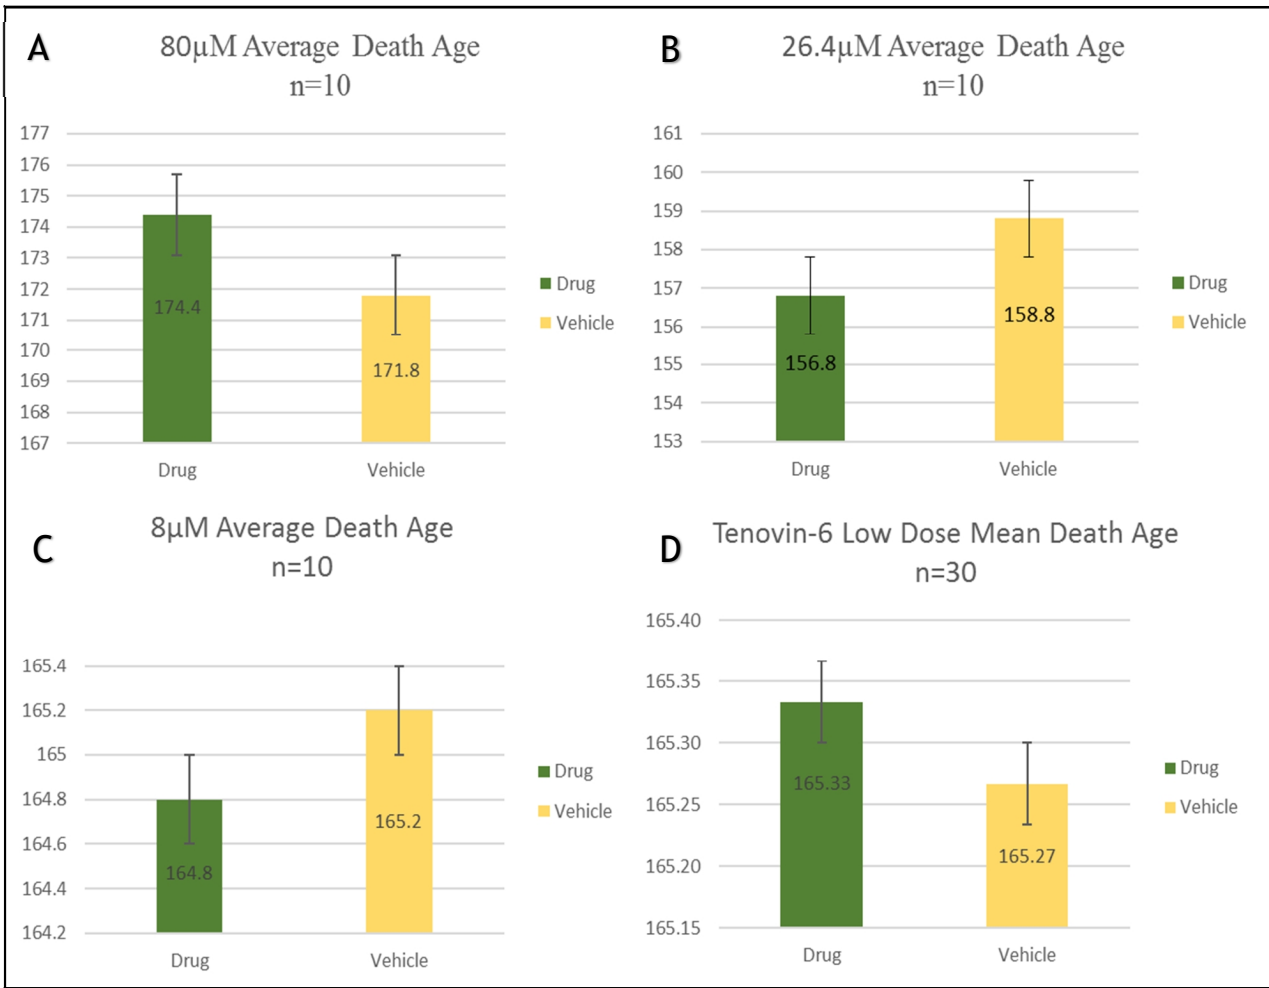 A
80µM Average Death Age
n=10
177
176
175
174
173
172
171
170
169
168
167
174.4
171.8
Drug
Vehicle
Drug
Vehicle
B
26.4µM Average Death Age
n=10
161
160
159
158
157
156
155
154
153
156.8
158.8
Drug
Vehicle
Drug
Vehicle
C
8µM Average Death Age
n=10
165.4
165.2
165
164.8
164.6
164.4
164.2
164.8
165.2
Drug
Vehicle
Drug
Vehicle
D
Tenovin-6 Low Dose Mean Death Age
n=30
165.40
165.35
165.30
165.25
165.20
165.15
165.33
165.27
Drug
Vehicle
Drug
Vehicle